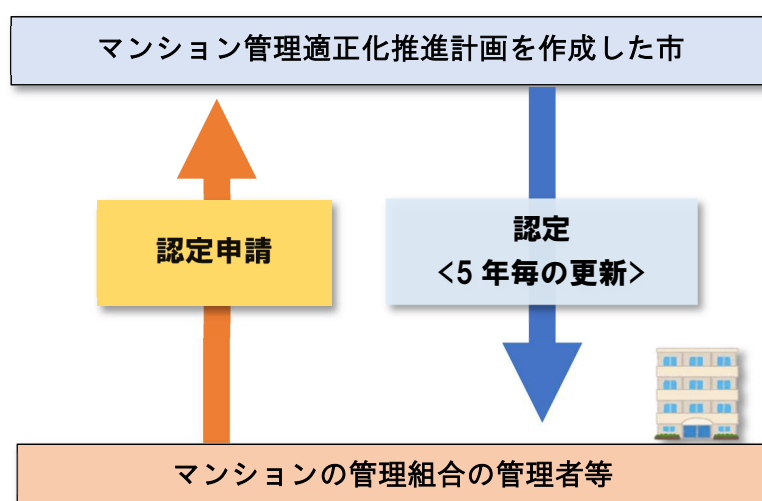 マンション管理適正化推進計画を作成した市
認定申請
認定
<5年毎の更新>
マンションの管理組合の管理者等